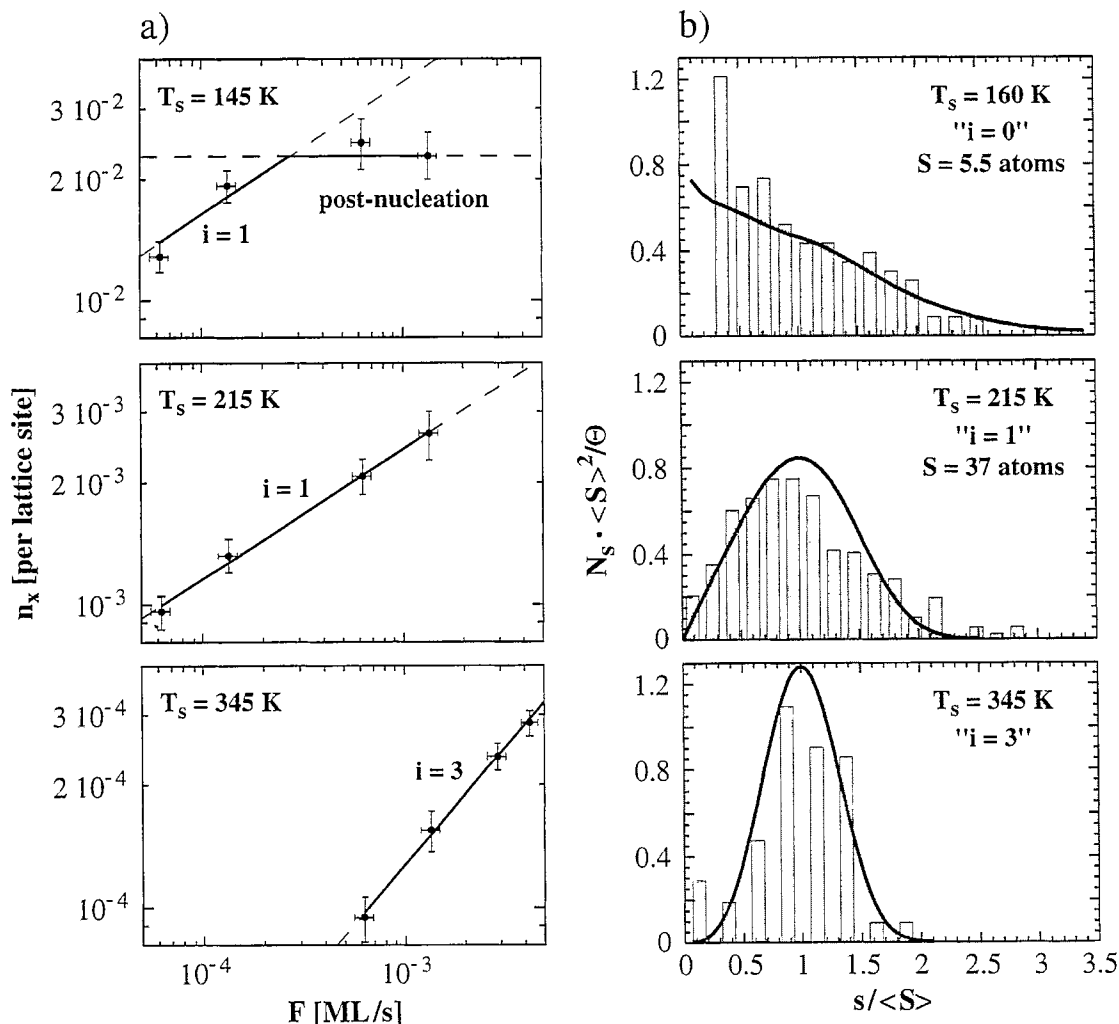 a)
T_s = 145 K
3 10^-2
2 10^-2
10^-2
i = 1
post-nucleation
T_s = 215 K
3 10^-3
2 10^-3
10^-3
i = 1
T_s = 345 K
3 10^-4
2 10^-4
10^-4
i = 3
10^-4
10^-3
n_x [per lattice site]
F [ML/s]
b)
1.2
0.8
0.4
0
T_s = 160 K
"i = 0"
S = 5.5 atoms
1.2
0.8
0.4
0
T_s = 215 K
"i = 1"
S = 37 atoms
1.2
0.8
0.4
0
T_s = 345 K
"i = 3"
0 0.5 1 1.5 2 2.5 3 3.5
N_s · <S>^2/Θ
s/<S>